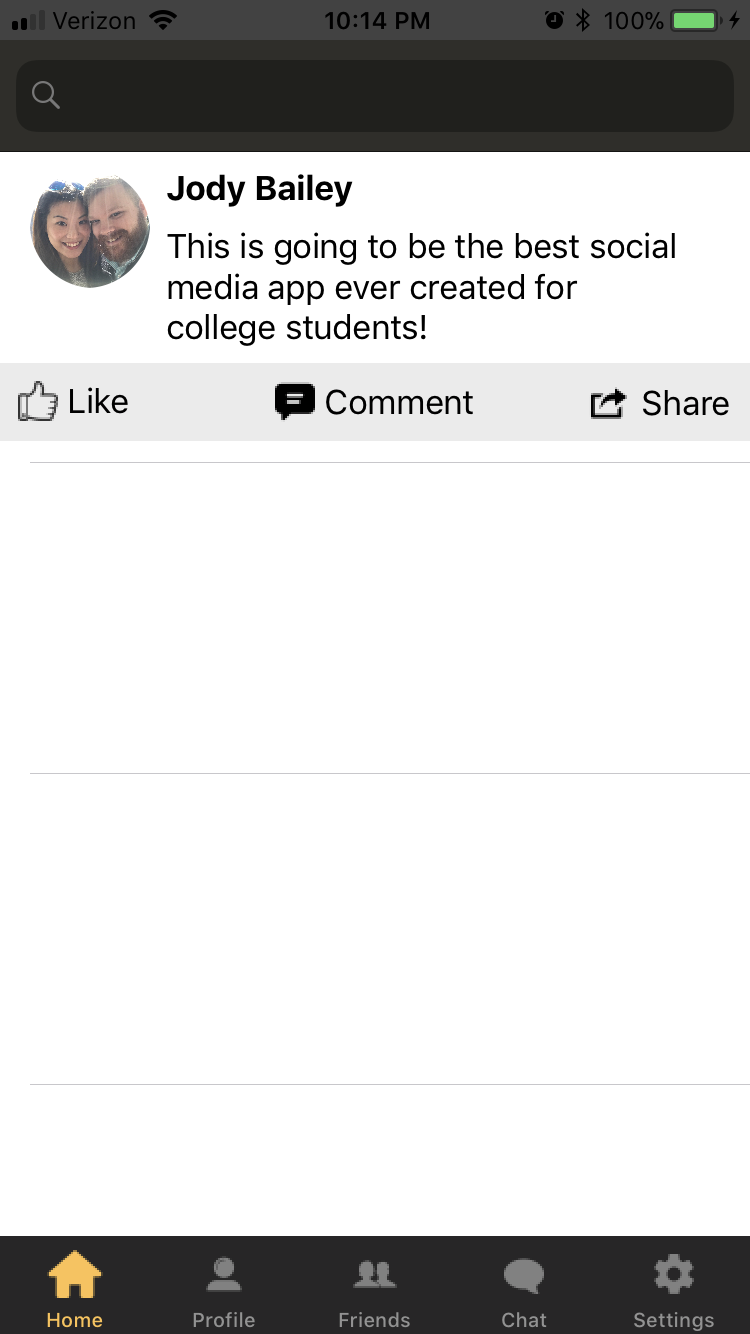 Verizon 10:14 PM 100%
Jody Bailey
This is going to be the best social
media app ever created for
college students!
Like Comment Share
Home Profile Friends Chat Settings